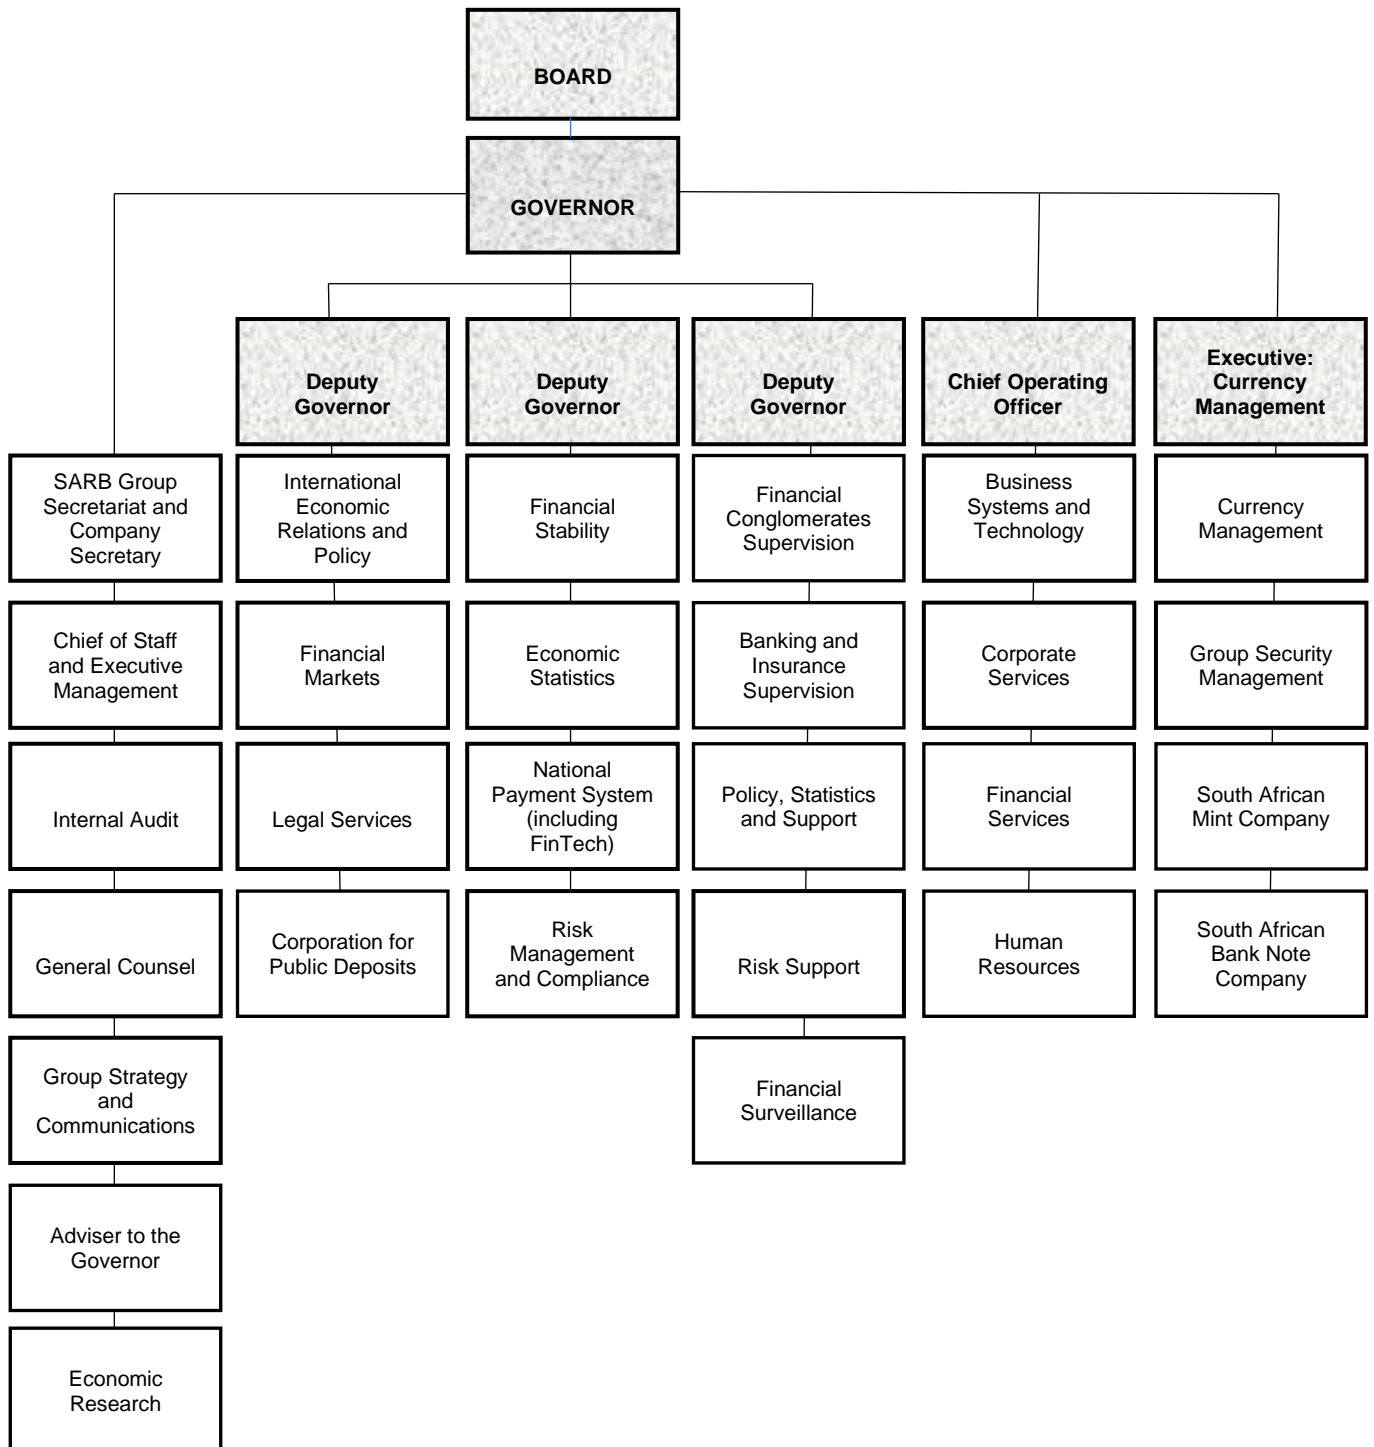 BOARD
GOVERNOR
Deputy
Governor
Deputy
Governor
Deputy
Governor
Chief Operating
Officer
Executive:
Currency
Management
SARB Group
Secretariat and
Company
Secretary
International
Economic
Relations and
Policy
Financial
Stability
Financial
Conglomerates
Supervision
Business
Systems and
Technology
Currency
Management
Chief of Staff
and Executive
Management
Financial
Markets
Economic
Statistics
Banking and
Insurance
Supervision
Corporate
Services
Group Security
Management
Internal Audit
Legal Services
National
Payment System
(including
FinTech)
Policy, Statistics
and Support
Financial
Services
South African
Mint Company
General Counsel
Corporation for
Public Deposits
Risk
Management
and Compliance
Risk Support
Human
Resources
South African
Bank Note
Company
Group Strategy
and
Communications
Financial
Surveillance
Adviser to the
Governor
Economic
Research